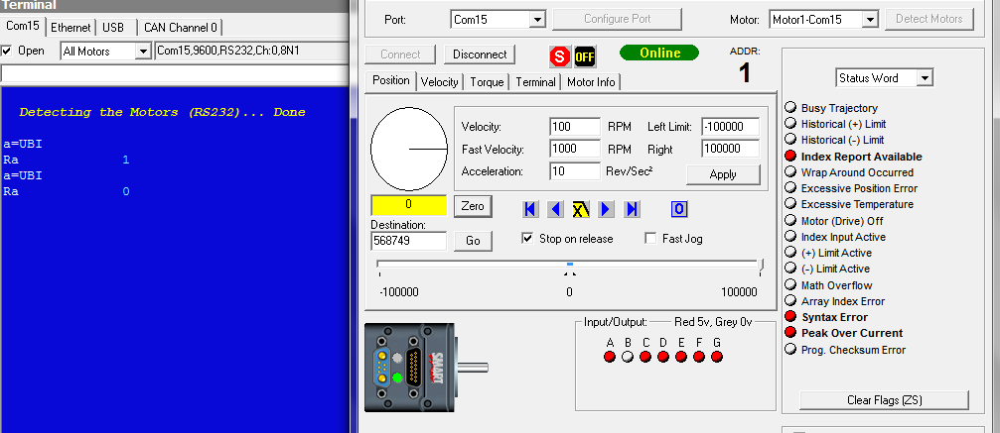 Terminal
Com15 Ethernet USB CAN Channel 0
Open All Motors Com15,9600,RS232,Ch:0,8N1
Detecting the Motors (RS232)... Done
a=UBI
Ra 1
a=UBI
Ra 0
Port: Com15 Configure Port Motor: Motor1-Com15 Detect Motors
Connect Disconnect S OFF Online ADDR:
1
Position Velocity Torque Terminal Motor Info
Velocity: 100 RPM Left Limit: -100000
Fast Velocity: 1000 RPM Right 100000
Acceleration: 10 Rev/Sec² Apply
0 Zero 0
Destination:
568749 Go Stop on release Fast Jog
-100000 0 100000
SMART
Input/Output: Red 5v, Grey 0v
A B C D E F G
Status Word
Busy Trajectory
Historical (+) Limit
Historical (-) Limit
Index Report Available
Wrap Around Occurred
Excessive Position Error
Excessive Temperature
Motor (Drive) Off
Index Input Active
(+) Limit Active
(-) Limit Active
Math Overflow
Array Index Error
Syntax Error
Peak Over Current
Prog. Checksum Error
Clear Flags (ZS)